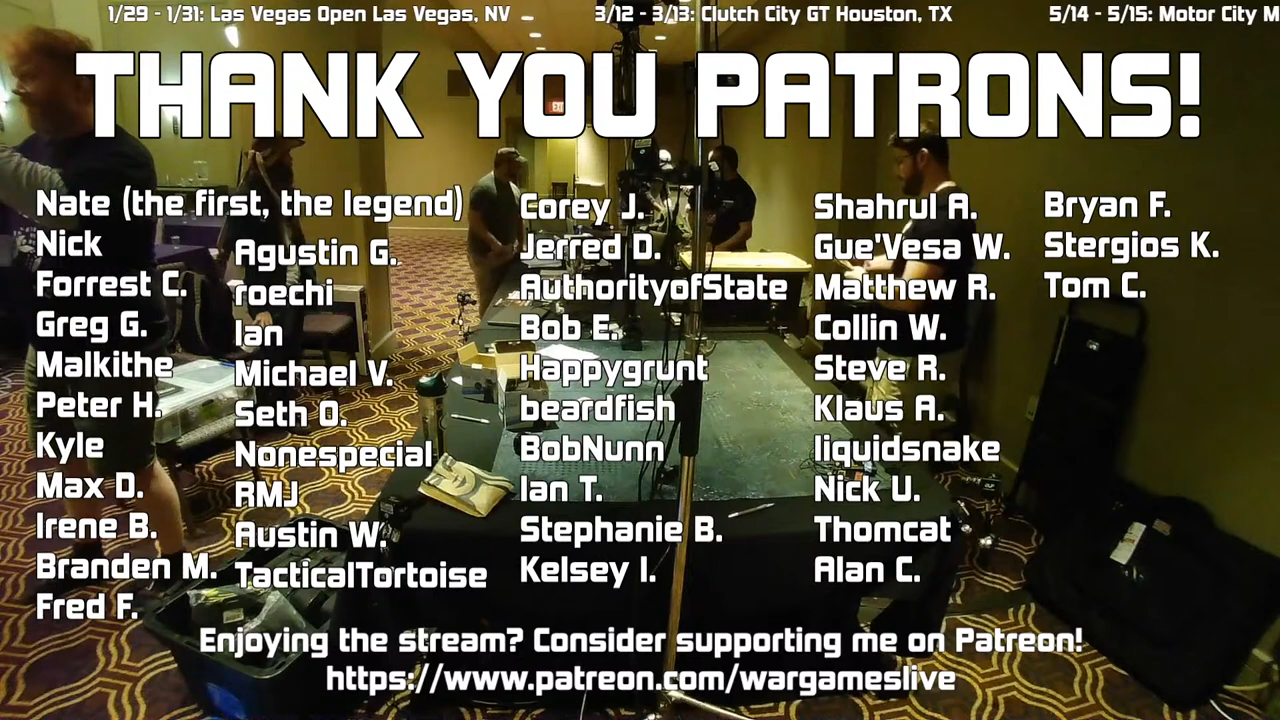 1/29 - 1/31: Las Vegas Open Las Vegas, NV
3/12 - 3/13: Clutch City GT Houston, TX
5/14 - 5/15: Motor City M
THANK YOU PATRONS!
Nate (the first, the legend)
Nick
Forrest C.
Greg G.
Malkithe
Peter H.
Kyle
Max D.
Irene B.
Branden M.
Fred F.
Agustin G.
roechi
Ian
Michael V.
Seth O.
Nonespecial
RMJ
Austin W.
TacticalTortoise
Corey J.
Jerred D.
AuthorityofState
Bob E.
Happygrunt
beardfish
BobNunn
Ian T.
Stephanie B.
Kelsey I.
Shahrul A.
Gue'Vesa W.
Matthew R.
Collin W.
Steve R.
Klaus A.
liquidsnake
Nick U.
Thomcat
Alan C.
Bryan F.
Stergios K.
Tom C.
Enjoying the stream? Consider supporting me on Patreon!
https://www.patreon.com/wargameslive
EXIT